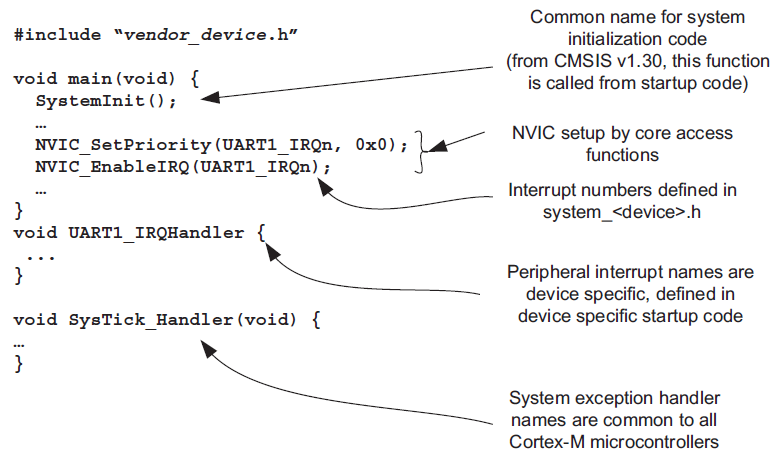 #include “vendor_device.h”
void main(void) {
SystemInit();
…
NVIC_SetPriority(UART1_IRQn, 0x0);
NVIC_EnableIRQ(UART1_IRQn);
…
}
void UART1_IRQHandler {
...
}
void SysTick_Handler(void) {
…
}
Common name for system
initialization code
(from CMSIS v1.30, this function
is called from startup code)
NVIC setup by core access
functions
Interrupt numbers defined in
system_<device>.h
Peripheral interrupt names are
device specific, defined in
device specific startup code
System exception handler
names are common to all
Cortex-M microcontrollers